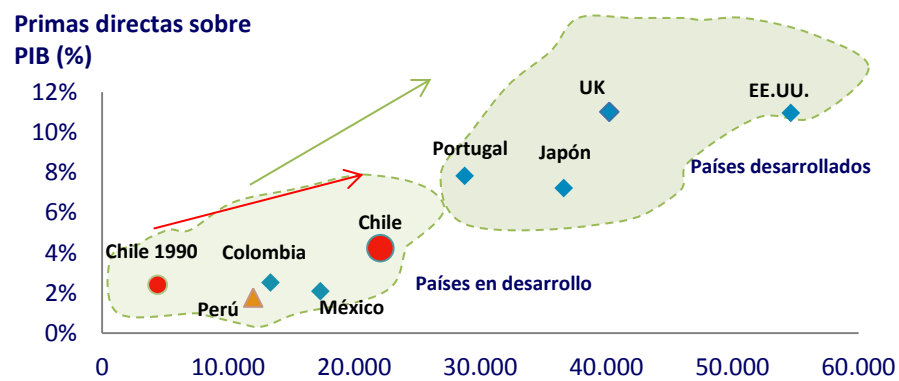 Primas directas sobre
PIB (%)
12%
10%
8%
6%
4%
2%
0%
UK
EE.UU.
Portugal
Japón
Países desarrollados
Chile
Chile 1990
Colombia
Países en desarrollo
Perú
México
0
10.000
20.000
30.000
40.000
50.000
60.000